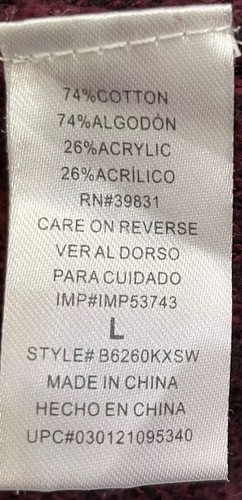 74%COTTON
74%ALGODÓN
26%ACRYLIC
26%ACRÍLICO
RN#39831
CARE ON REVERSE
VER AL DORSO
PARA CUIDADO
IMP#IMP53743
L
STYLE# B6260KXSW
MADE IN CHINA
HECHO EN CHINA
UPC#030121095340